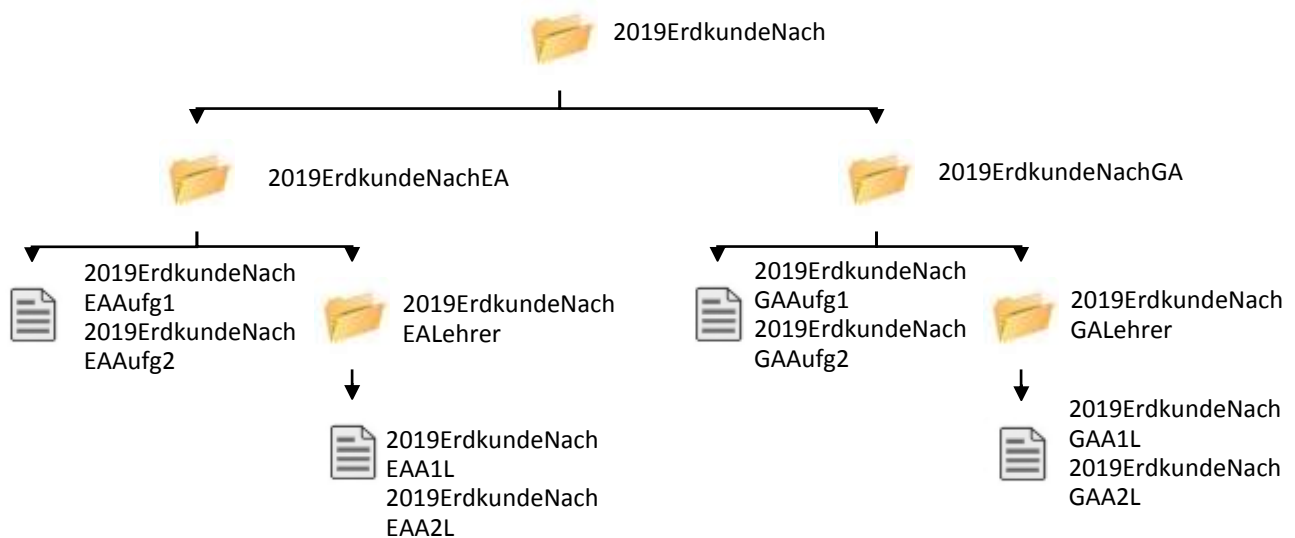 2019ErdkundeNach
2019ErdkundeNachEA
2019ErdkundeNachGA
2019ErdkundeNach
EAAufg1
2019ErdkundeNach
EAAufg2
2019ErdkundeNach
EALehrer
2019ErdkundeNach
GAAufg1
2019ErdkundeNach
GAAufg2
2019ErdkundeNach
GALehrer
2019ErdkundeNach
EAA1L
2019ErdkundeNach
EAA2L
2019ErdkundeNach
GAA1L
2019ErdkundeNach
GAA2L